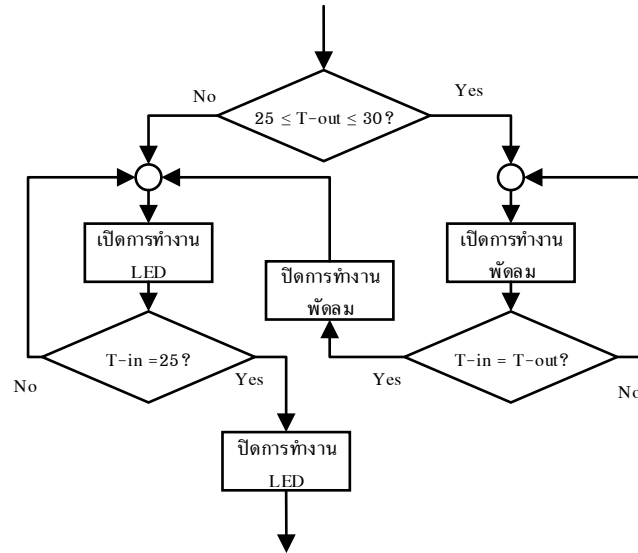 No
Yes
25 ≤ T-out ≤ 30?
เปิดการทำงาน
LED
ปิดการทำงาน
พัดลม
เปิดการทำงาน
พัดลม
T-in =25?
T-in = T-out?
No
Yes
Yes
No
ปิดการทำงาน
LED